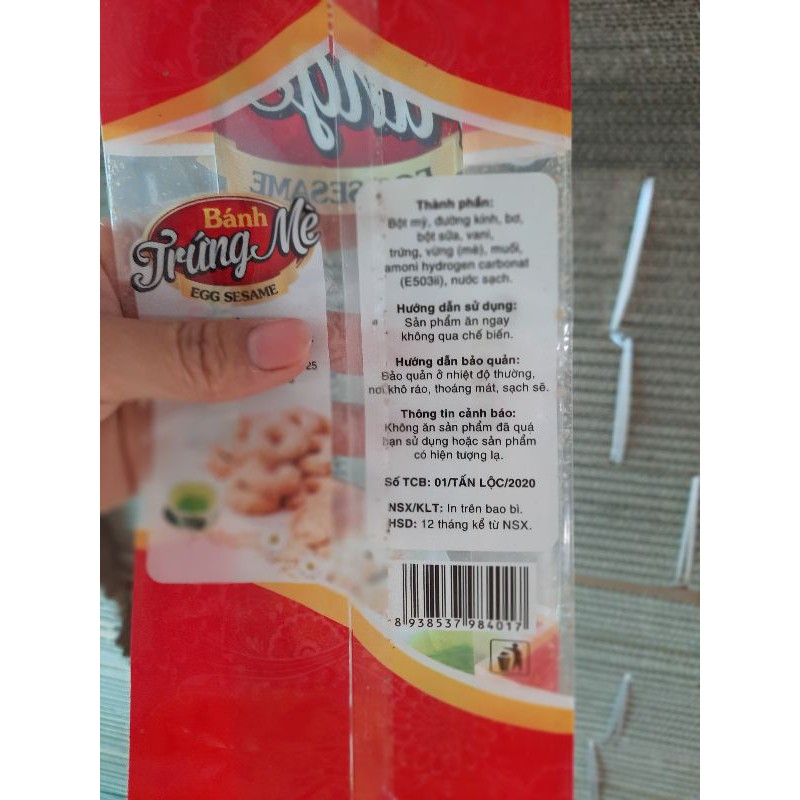 Bánh
Trứng Mè
EGG SESAME
25
Thành phần:
Bột mỳ, đường kính, bơ,
bột sữa, vani,
trứng, vừng (mè), muối,
amoni hydrogen carbonat
(E503ii), nước sạch.
Hướng dẫn sử dụng:
Sản phẩm ăn ngay
không qua chế biến.
Hướng dẫn bảo quản:
Bảo quản ở nhiệt độ thường,
nơi khô ráo, thoáng mát, sạch sẽ.
Thông tin cảnh báo:
Không ăn sản phẩm đã quá
hạn sử dụng hoặc sản phẩm
có hiện tượng lạ.
Số TCB: 01/TẤN LỘC/2020
NSX/KLT: In trên bao bì.
HSD: 12 tháng kể từ NSX.
8 938537 984017